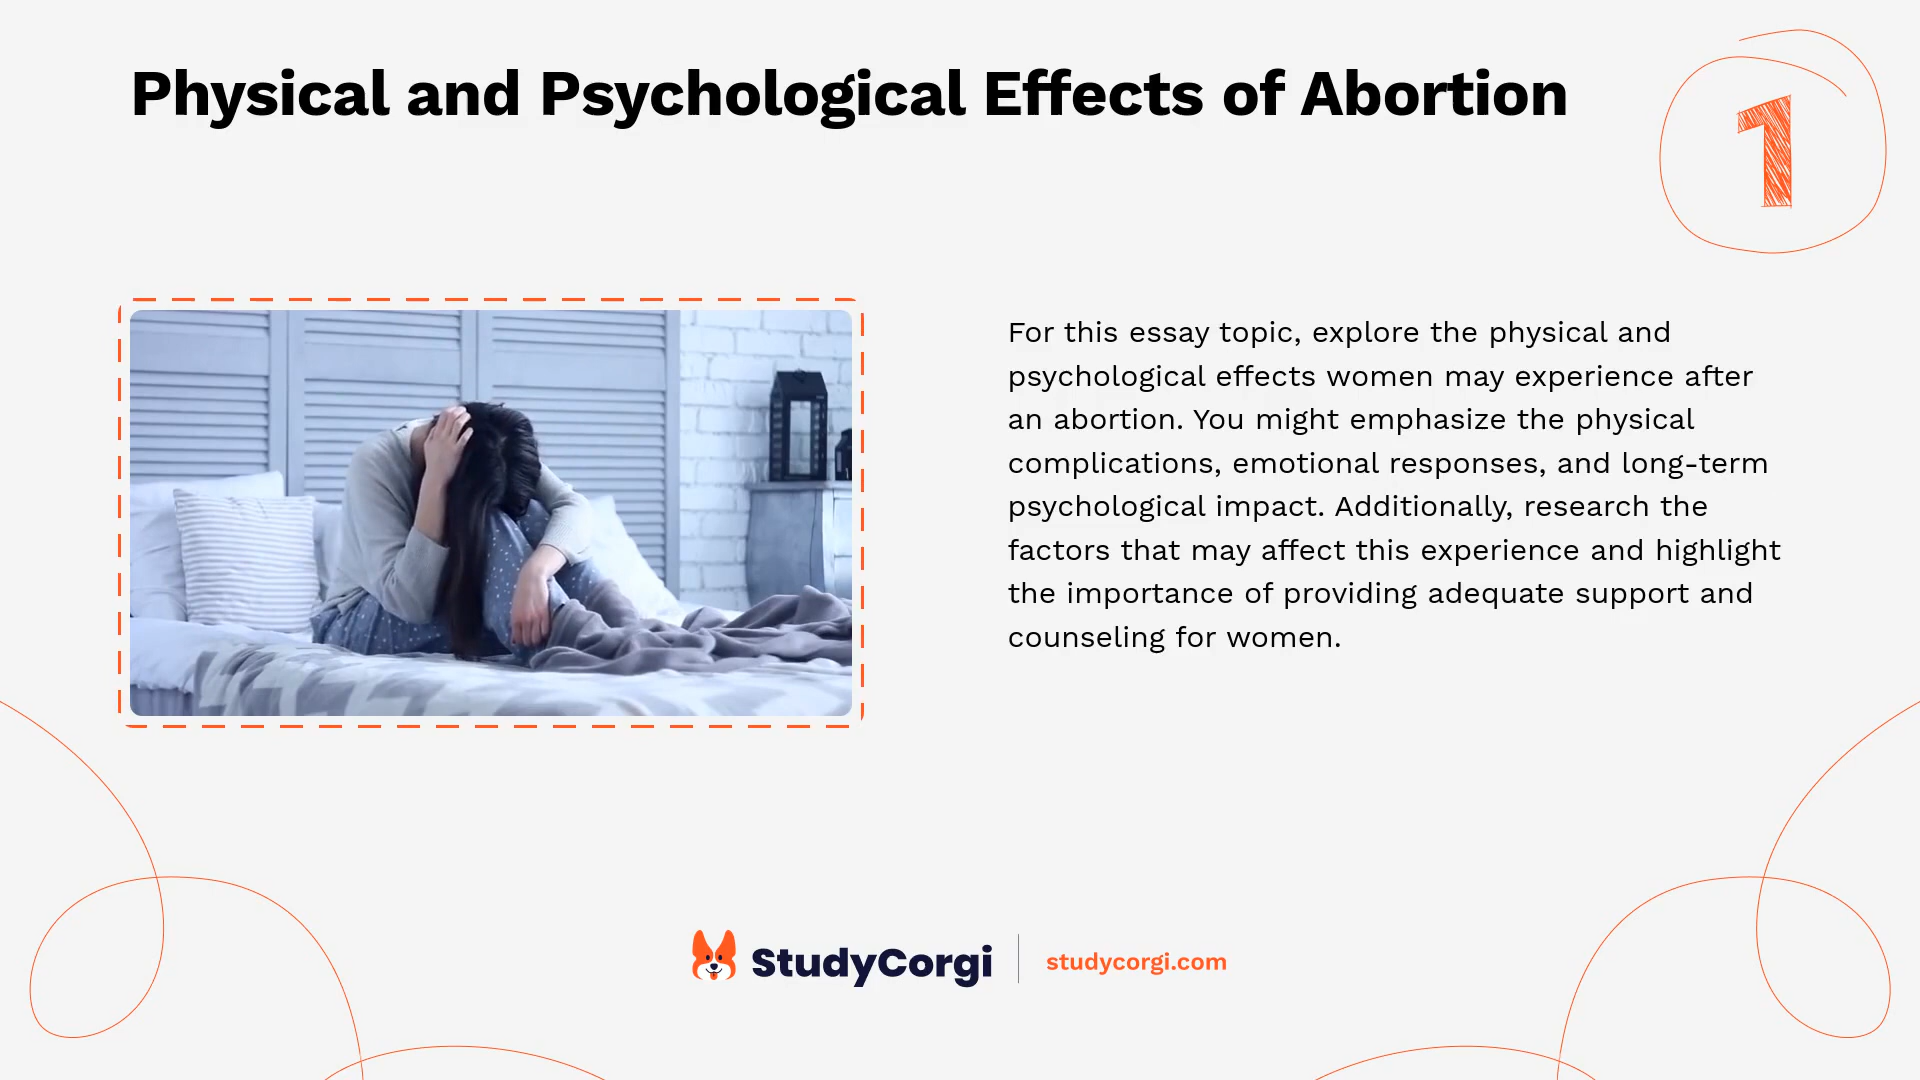 Physical and Psychological Effects of Abortion
1
For this essay topic, explore the physical and
psychological effects women may experience after
an abortion. You might emphasize the physical
complications, emotional responses, and long-term
psychological impact. Additionally, research the
factors that may affect this experience and highlight
the importance of providing adequate support and
counseling for women.
StudyCorgi
studycorgi.com